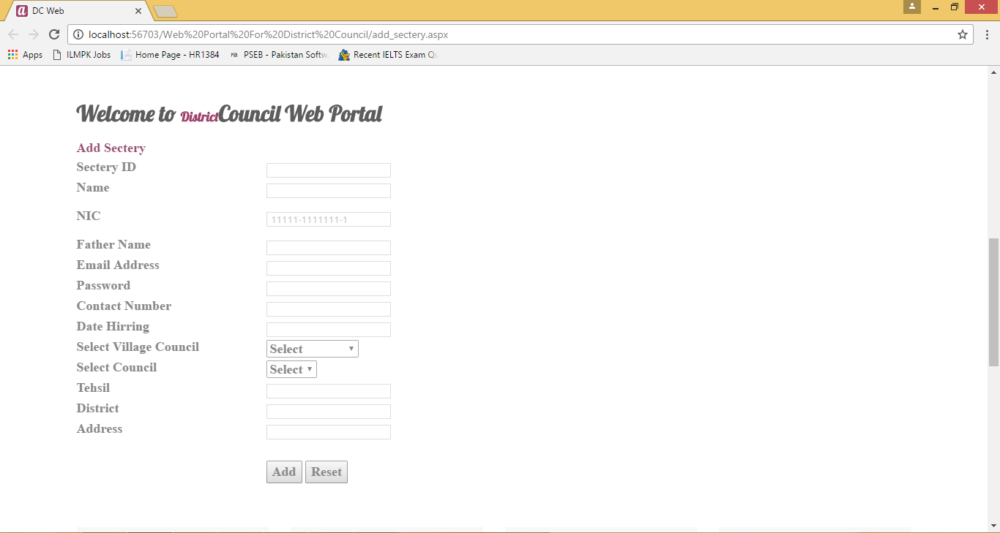 DC Web
localhost:56703/Web%20Portal%20For%20District%20Council/add_sectery.aspx
Apps ILMPK Jobs Home Page - HR1384 PSEB - Pakistan Softw Recent IELTS Exam Qu
Welcome to DistrictCouncil Web Portal
Add Sectery
Sectery ID
Name
NIC 11111-1111111-1
Father Name
Email Address
Password
Contact Number
Date Hirring
Select Village Council Select
Select Council Select
Tehsil
District
Address
Add Reset